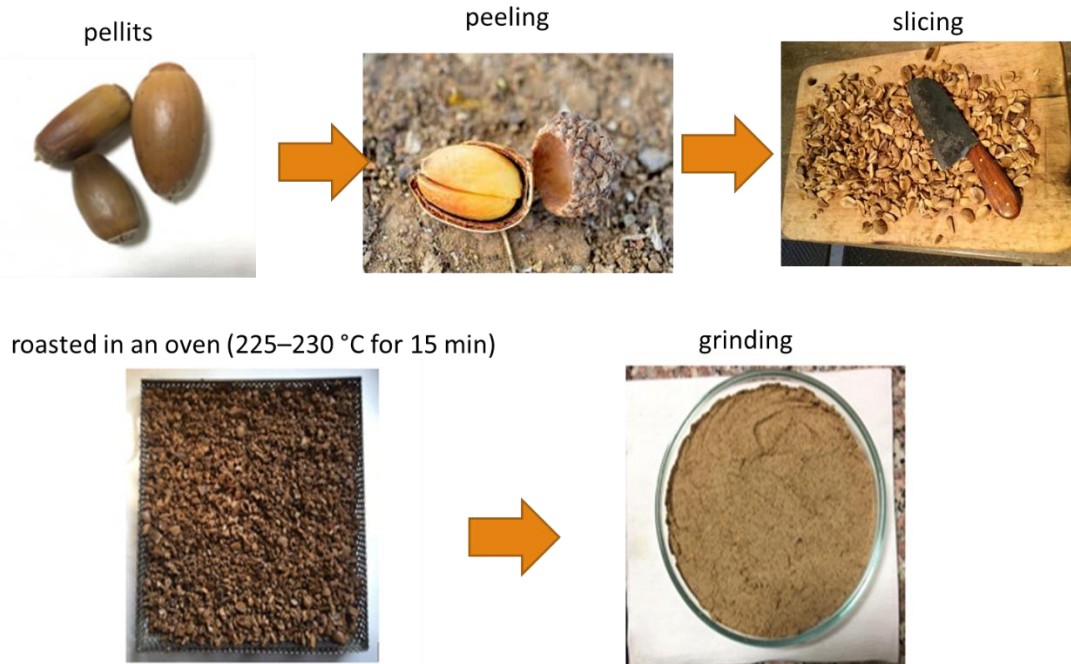 pellits
peeling
slicing
roasted in an oven (225–230 °C for 15 min)
grinding